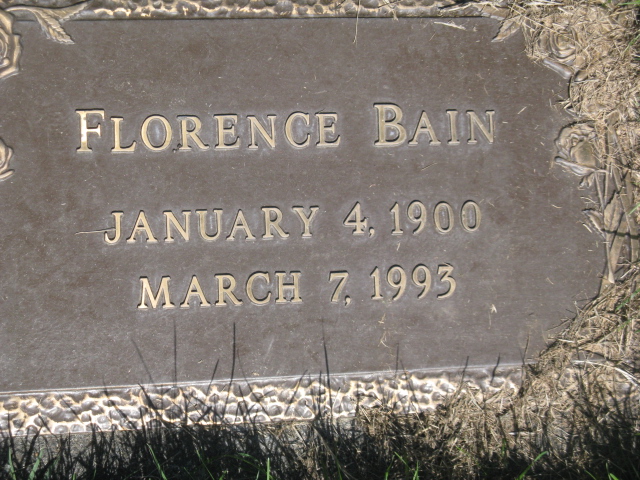 FLORENCE BAIN
JANUARY 4, 1900
MARCH 7, 1993